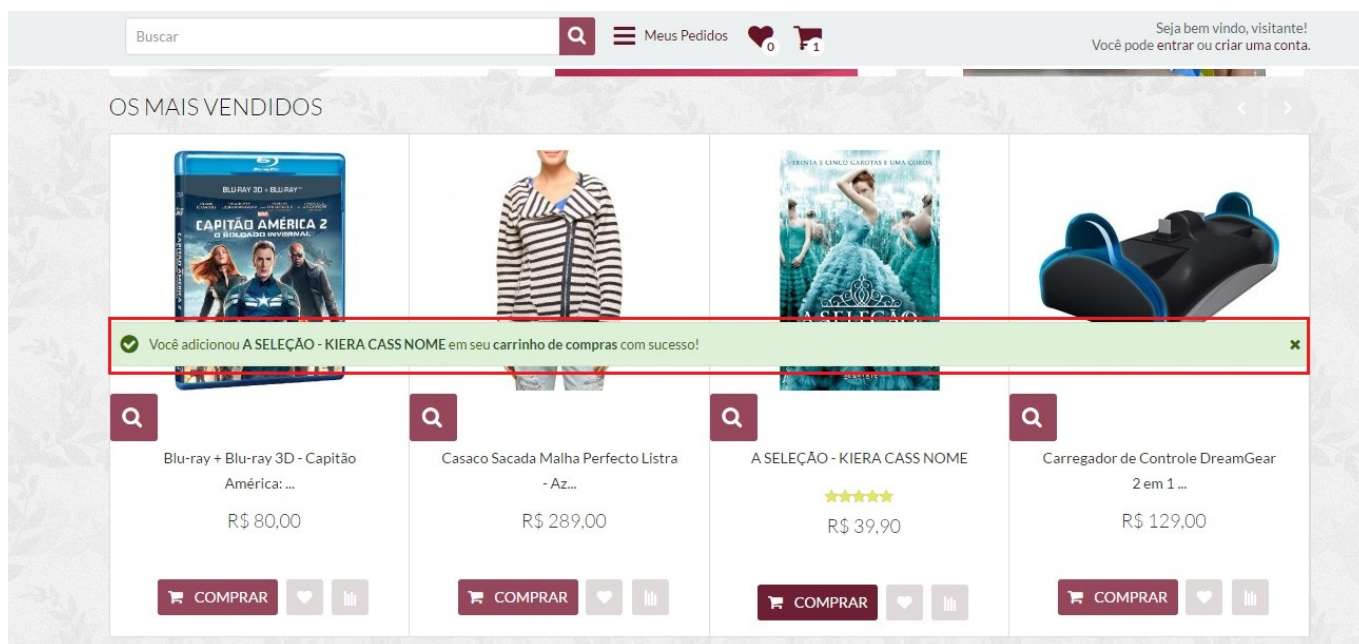 Buscar
Meus Pedidos
0
1
Seja bem vindo, visitante!
Você pode entrar ou criar uma conta.
OS MAIS VENDIDOS
BLU-RAY 3D + BLU-RAY™
CAPITÃO AMÉRICA 2
O SOLDADO INVERNAL
TRINTA E CINCO GAROTAS E UMA COROA
A SELEÇÃO
Você adicionou A SELEÇÃO - KIERA CASS NOME em seu carrinho de compras com sucesso!
Blu-ray + Blu-ray 3D - Capitão
América: ...
R$ 80,00
COMPRAR
Casaco Sacada Malha Perfecto Listra
- Az...
R$ 289,00
COMPRAR
A SELEÇÃO - KIERA CASS NOME
R$ 39,90
COMPRAR
Carregador de Controle DreamGear
2 em 1 ...
R$ 129,00
COMPRAR